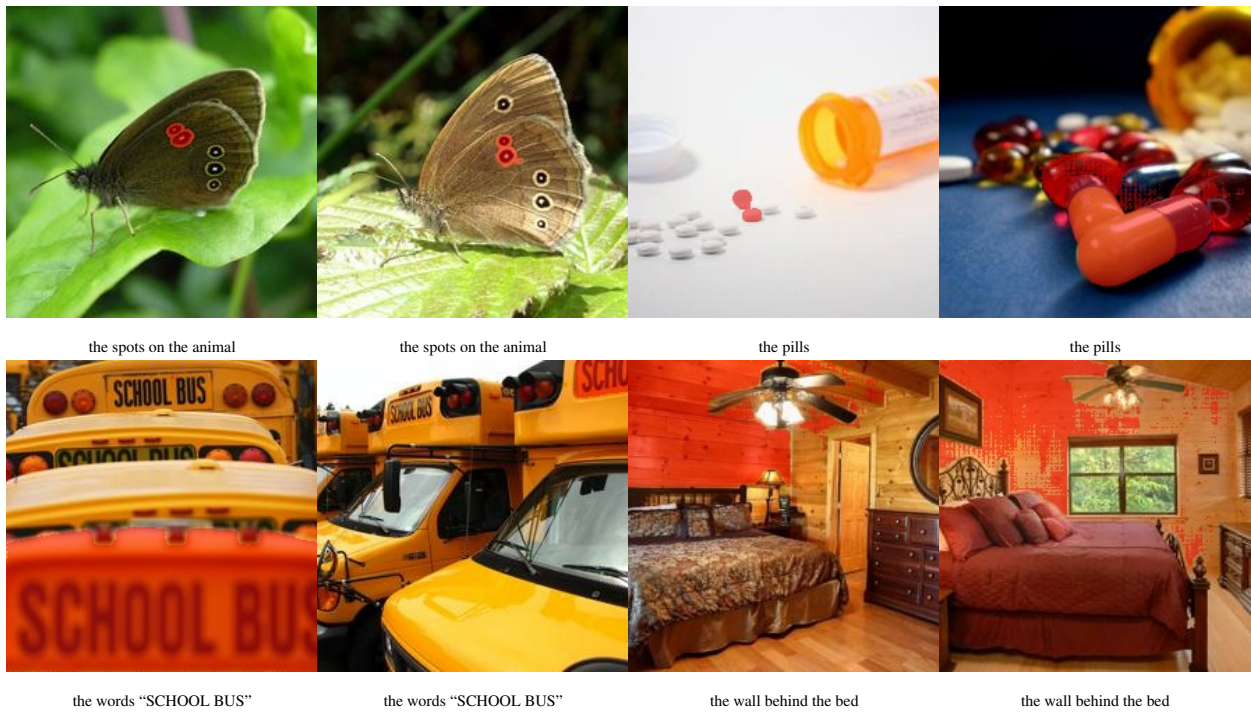 the spots on the animal
the spots on the animal
the pills
the pills
SCHOOL BUS
SCHOOL BUS
SCHOOL BUS
SCHOOL BUS
SCHO
the words “SCHOOL BUS”
the words “SCHOOL BUS”
the wall behind the bed
the wall behind the bed